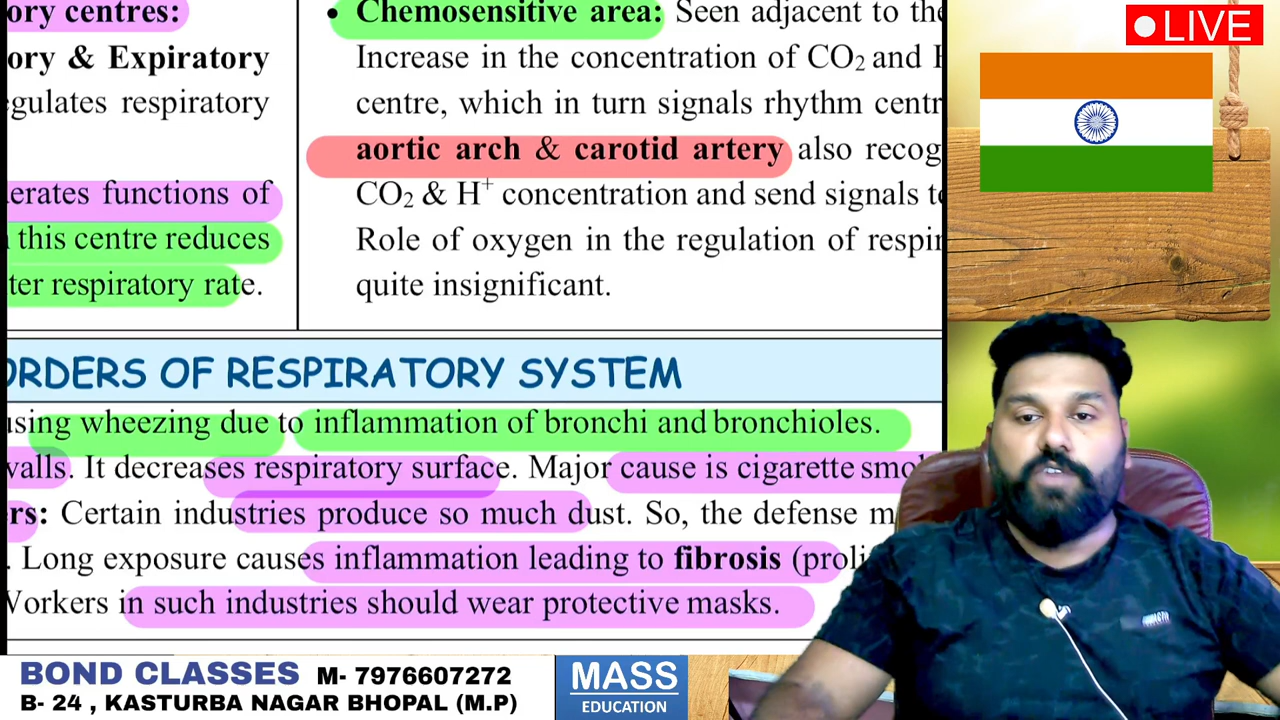 ory centres:
ory & Expiratory
egulates respiratory
erates functions of
this centre reduces
ter respiratory rate.
• Chemosensitive area: Seen adjacent to the
Increase in the concentration of CO₂ and H
centre, which in turn signals rhythm centr
aortic arch & carotid artery also recog
CO₂ & H⁺ concentration and send signals to
Role of oxygen in the regulation of respir
quite insignificant.
ORDERS OF RESPIRATORY SYSTEM
using wheezing due to inflammation of bronchi and bronchioles.
walls. It decreases respiratory surface. Major cause is cigarette smo
rs: Certain industries produce so much dust. So, the defense m
. Long exposure causes inflammation leading to fibrosis (proli
Workers in such industries should wear protective masks.
LIVE
BOND CLASSES M- 7976607272
B- 24 , KASTURBA NAGAR BHOPAL (M.P)
MASS
EDUCATION